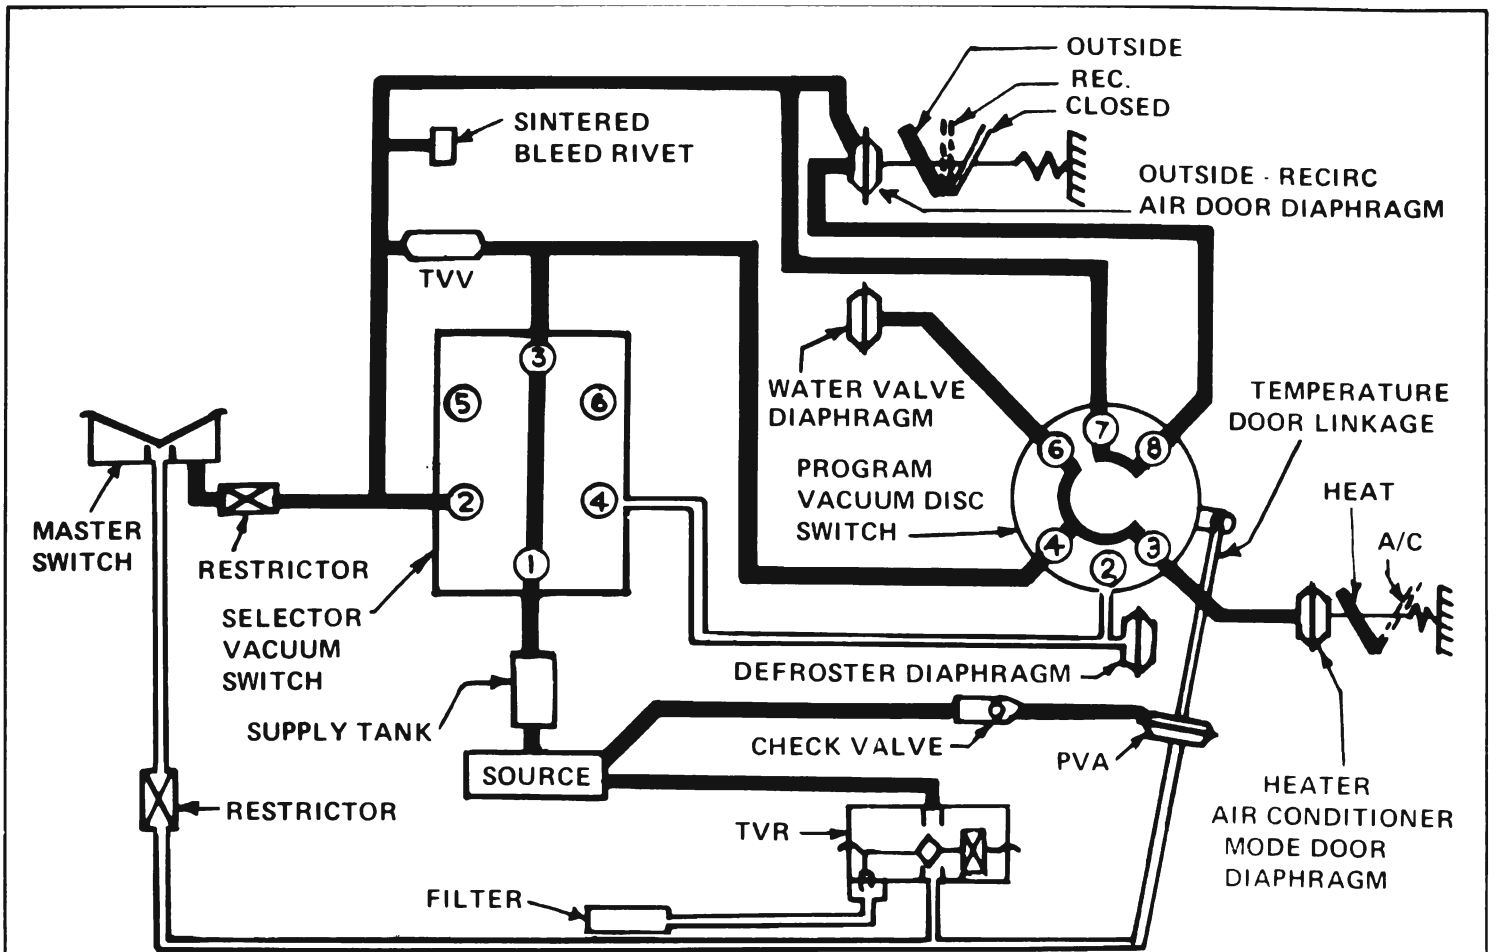 OUTSIDE
REC.
CLOSED
SINTERED
BLEED RIVET
OUTSIDE - RECIRC
AIR DOOR DIAPHRAGM
TVV
3
5
6
2
4
1
WATER VALVE
DIAPHRAGM
TEMPERATURE
DOOR LINKAGE
7
6
8
4
3
2
PROGRAM
VACUUM DISC
SWITCH
HEAT
A/C
MASTER
SWITCH
RESTRICTOR
SELECTOR
VACUUM
SWITCH
DEFROSTER DIAPHRAGM
SUPPLY TANK
CHECK VALVE
PVA
SOURCE
HEATER
AIR CONDITIONER
MODE DOOR
DIAPHRAGM
RESTRICTOR
TVR
FILTER